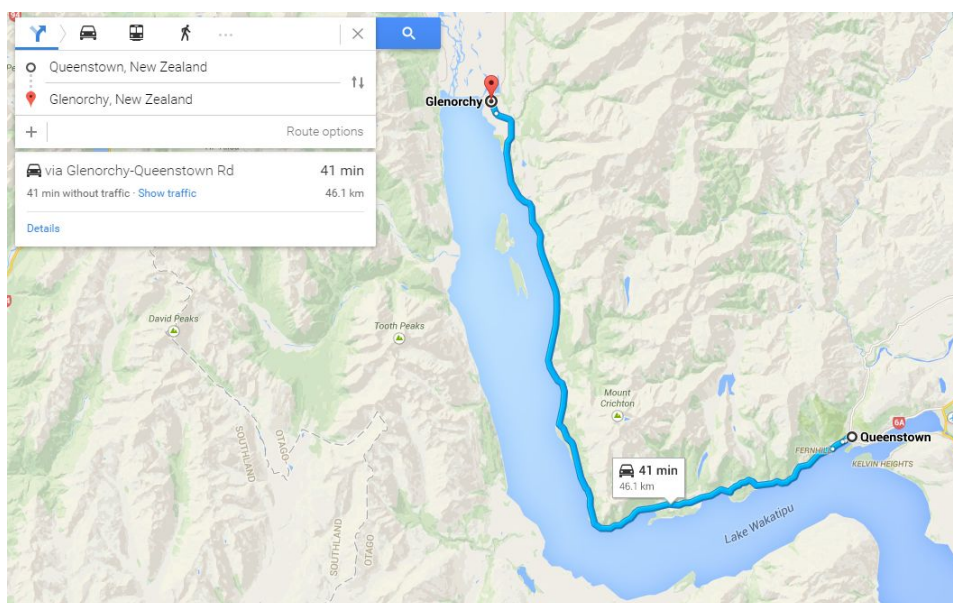 Queenstown, New Zealand
Glenorchy, New Zealand
Route options
via Glenorchy-Queenstown Rd 41 min
41 min without traffic · Show traffic 46.1 km
Details
Glenorchy
David Peaks
Tooth Peaks
Mount
Crichton
6A
Queenstown
FERNHILL
KELVIN HEIGHTS
41 min
46.1 km
Lake Wakatipu
SOUTHLAND
OTAGO
SOUTHLAND
OTAGO